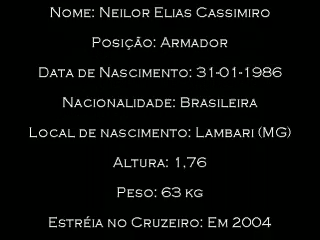 Nome: Neilor Elias Cassimiro
Posição: Armador
Data de Nascimento: 31-01-1986
Nacionalidade: Brasileira
Local de nascimento: Lambari (MG)
Altura: 1,76
Peso: 63 kg
Estréia no Cruzeiro: Em 2004